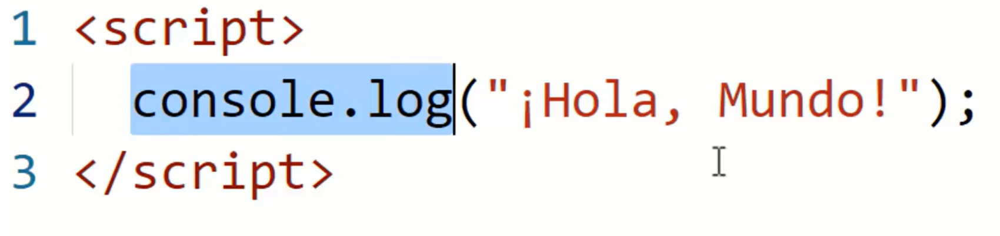 1 <script>
2 console.log("¡Hola, Mundo!");
3 </script>